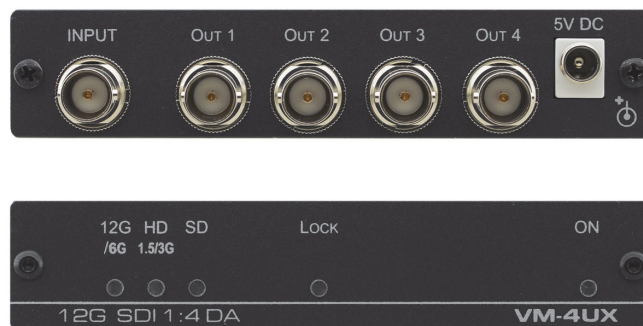 INPUT OUT 1 OUT 2 OUT 3 OUT 4 5V DC
12G HD SD LOCK ON
/6G 1.5/3G
12G SDI 1:4 DA VM-4UX